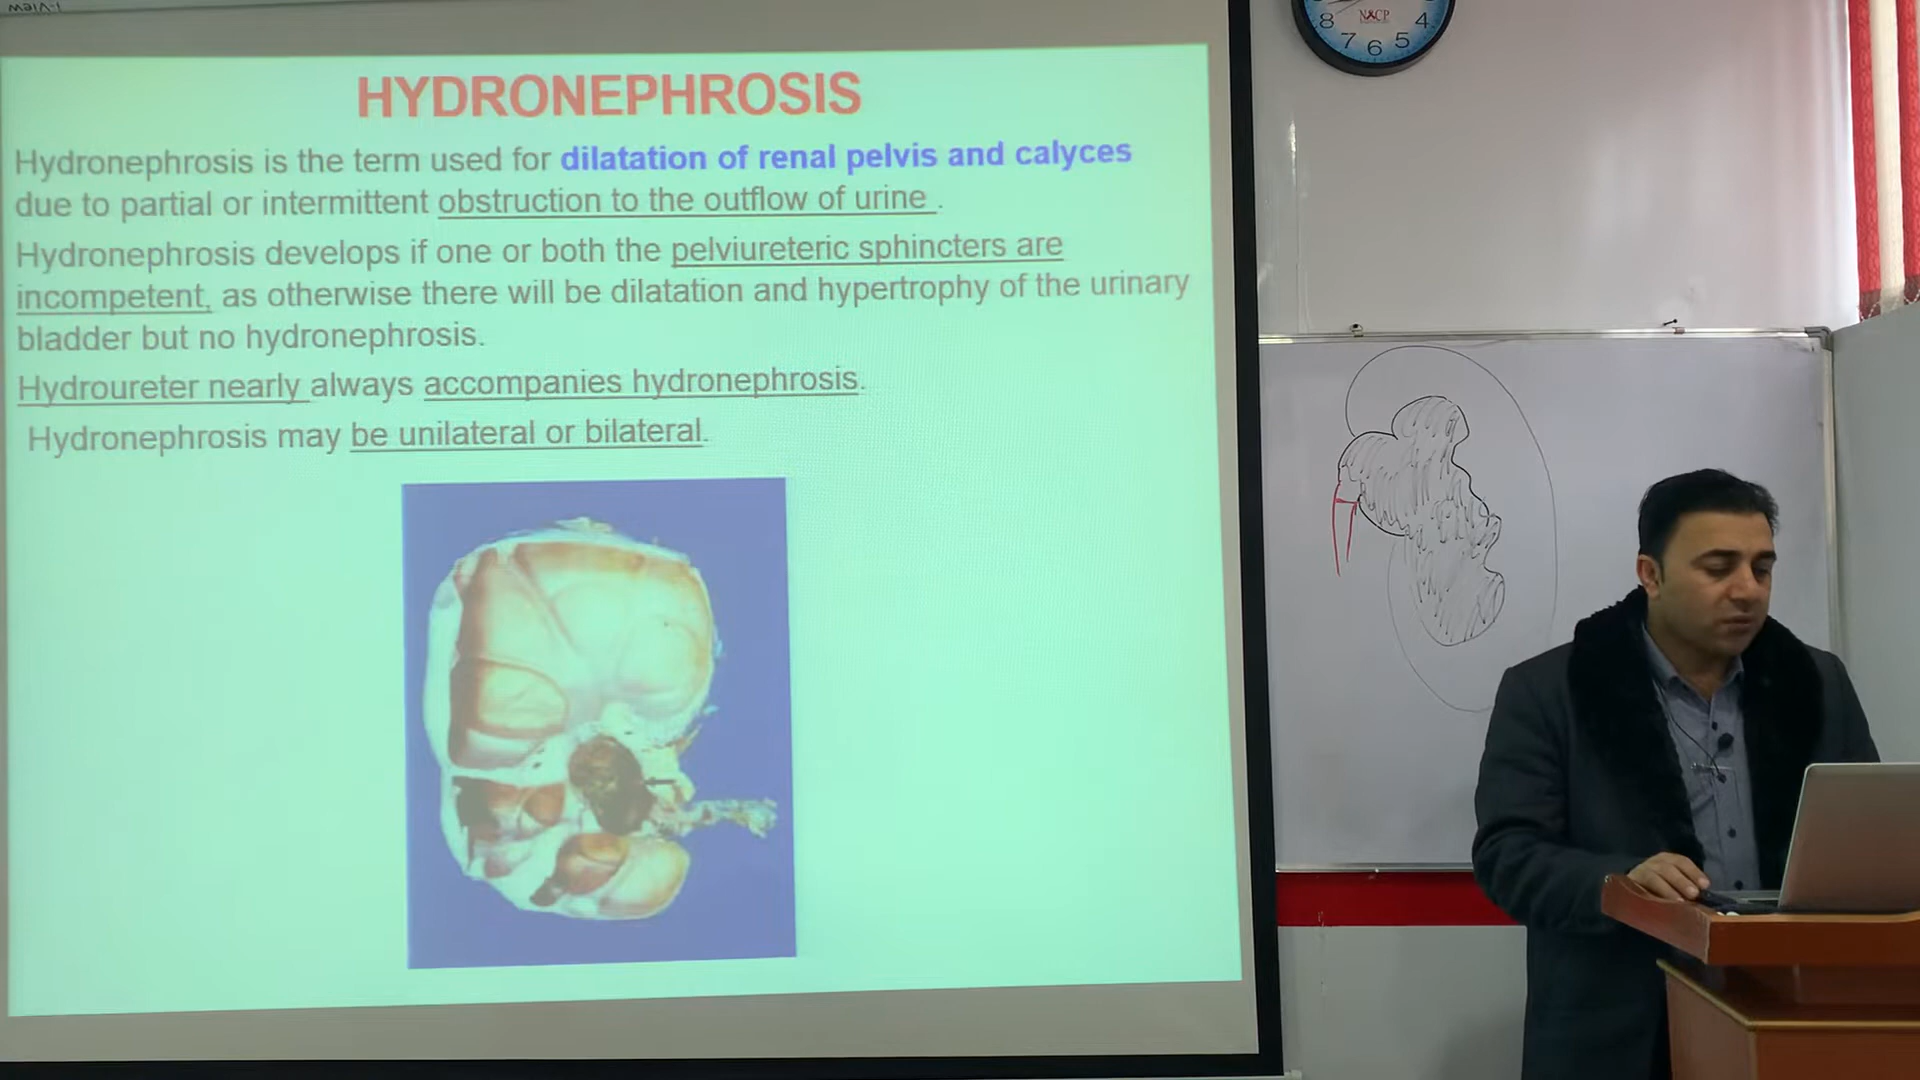 HYDRONEPHROSIS
Hydronephrosis is the term used for dilatation of renal pelvis and calyces
due to partial or intermittent obstruction to the outflow of urine .
Hydronephrosis develops if one or both the pelviureteric sphincters are
incompetent, as otherwise there will be dilatation and hypertrophy of the urinary
bladder but no hydronephrosis.
Hydroureter nearly always accompanies hydronephrosis.
Hydronephrosis may be unilateral or bilateral.
8 4
7 6 5